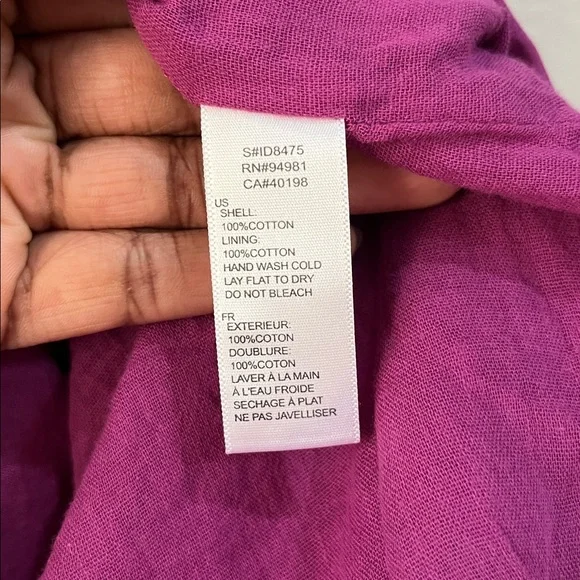 S#ID8475
RN#94981
CA#40198
US
SHELL:
100%COTTON
LINING:
100%COTTON
HAND WASH COLD
LAY FLAT TO DRY
DO NOT BLEACH
FR
EXTERIEUR:
100%COTON
DOUBLURE:
100%COTON
LAVER À LA MAIN
À L'EAU FROIDE
SECHAGE À PLAT
NE PAS JAVELLISER